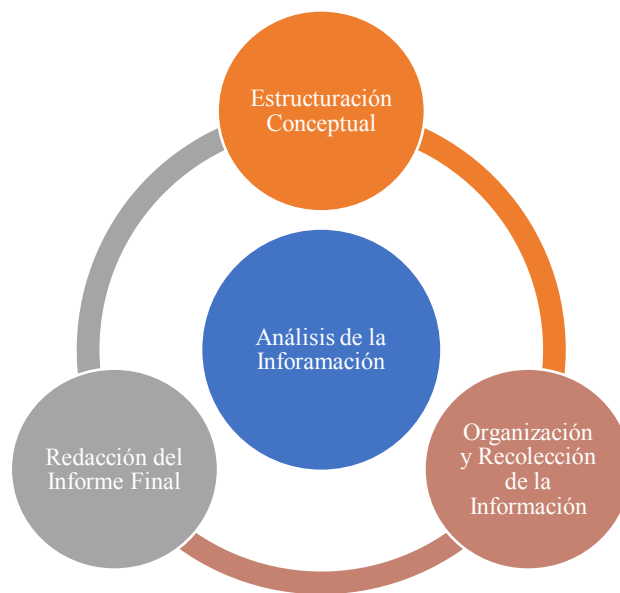 Estructuración
Conceptual
Análisis de la
Inforamación
Organización
y Recolección
de la
Información
Redacción del
Informe Final